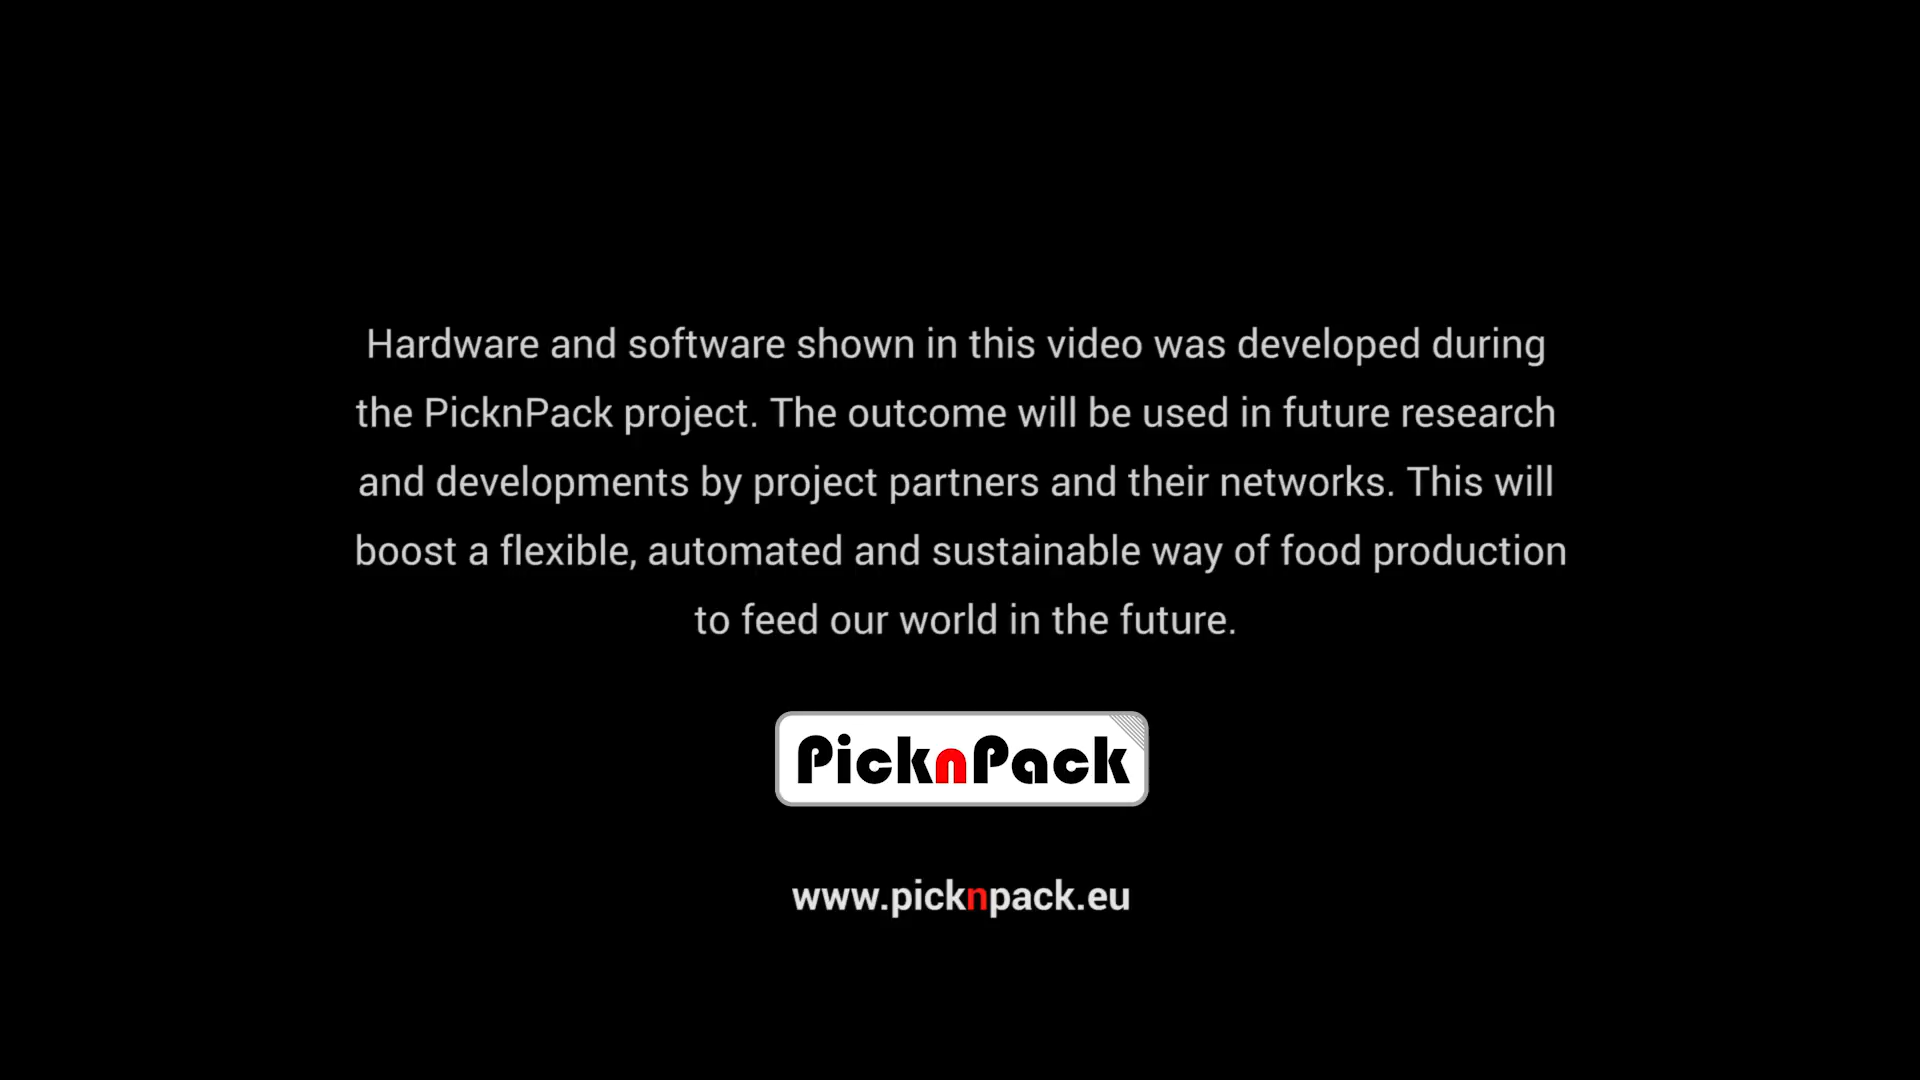 Hardware and software shown in this video was developed during
the PicknPack project. The outcome will be used in future research
and developments by project partners and their networks. This will
boost a flexible, automated and sustainable way of food production
to feed our world in the future.
PicknPack
www.picknpack.eu